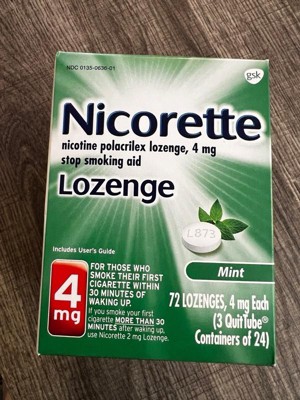 NDC 0135-0636-01
gsk
Nicorette
nicotine polacrilex lozenge, 4 mg
stop smoking aid
Lozenge
L873
Includes User's Guide
Mint
4
mg
FOR THOSE WHO
SMOKE THEIR FIRST
CIGARETTE WITHIN
30 MINUTES OF
WAKING UP.
If you smoke your first
cigarette MORE THAN 30
MINUTES after waking up,
use Nicorette 2 mg Lozenge.
72 LOZENGES, 4 mg Each
(3 QuitTube®
Containers of 24)